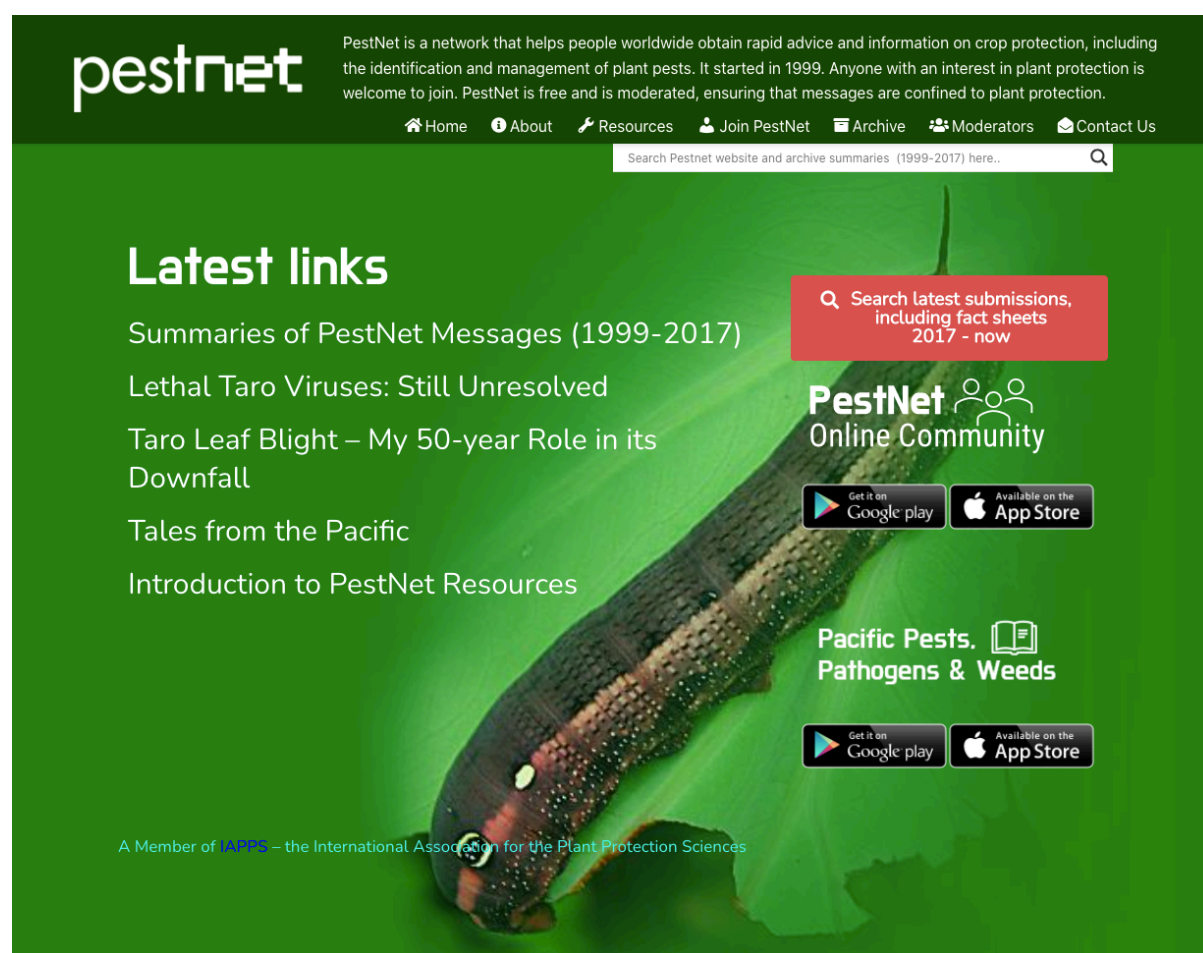 pestnet
PestNet is a network that helps people worldwide obtain rapid advice and information on crop protection, including
the identification and management of plant pests. It started in 1999. Anyone with an interest in plant protection is
welcome to join. PestNet is free and is moderated, ensuring that messages are confined to plant protection.
Home About Resources Join PestNet Archive Moderators Contact Us
Search Pestnet website and archive summaries (1999-2017) here..
Latest links
Summaries of PestNet Messages (1999-2017)
Lethal Taro Viruses: Still Unresolved
Taro Leaf Blight – My 50-year Role in its
Downfall
Tales from the Pacific
Introduction to PestNet Resources
Search latest submissions,
including fact sheets
2017 - now
PestNet
Online Community
Get it on
Google play
Available on the
App Store
Pacific Pests,
Pathogens & Weeds
Get it on
Google play
Available on the
App Store
A Member of IAPPS – the International Association for the Plant Protection Sciences